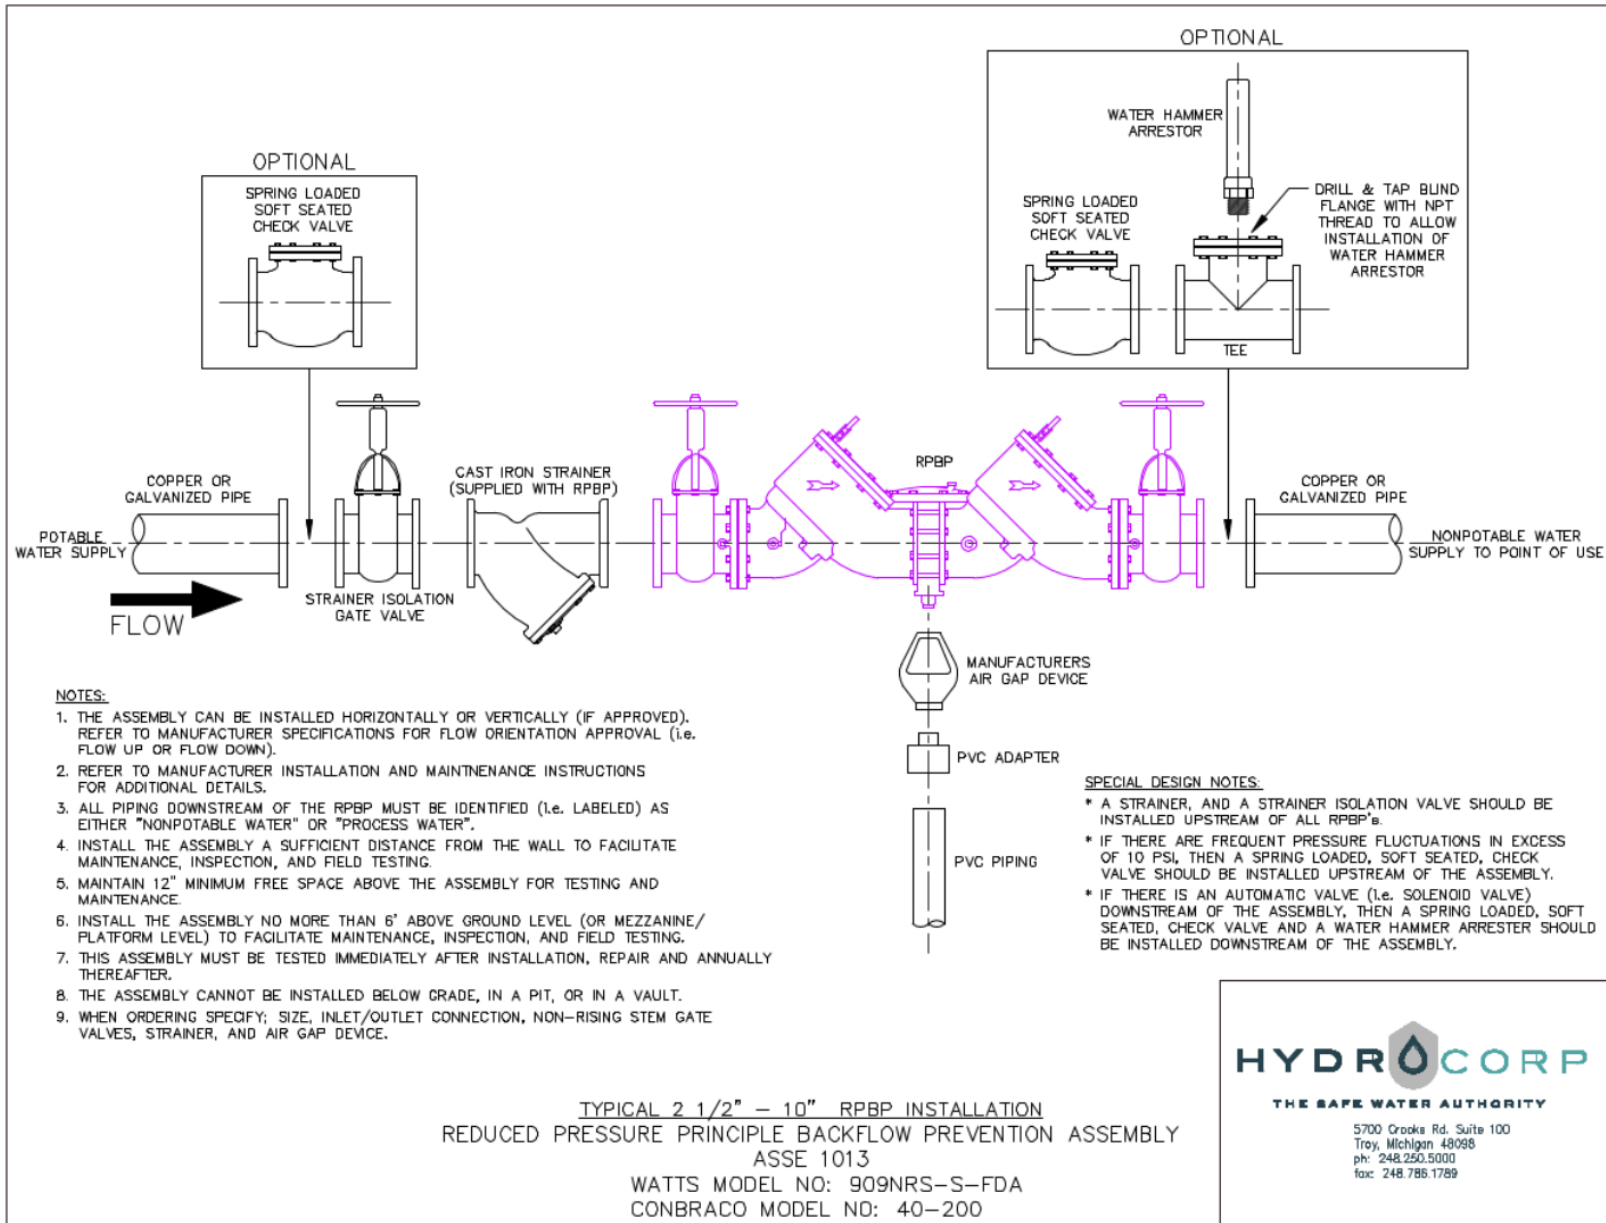 OPTIONAL
WATER HAMMER
ARRESTOR
DRILL & TAP BLIND
FLANGE WITH NPT
THREAD TO ALLOW
INSTALLATION OF
WATER HAMMER
ARRESTOR
SPRING LOADED
SOFT SEATED
CHECK VALVE
TEE
OPTIONAL
SPRING LOADED
SOFT SEATED
CHECK VALVE
COPPER OR
GALVANIZED PIPE
POTABLE
WATER SUPPLY
FLOW
STRAINER ISOLATION
GATE VALVE
CAST IRON STRAINER
(SUPPLIED WITH RPBP)
RPBP
COPPER OR
GALVANIZED PIPE
NONPOTABLE WATER
SUPPLY TO POINT OF USE
MANUFACTURERS
AIR GAP DEVICE
PVC ADAPTER
PVC PIPING
NOTES:
1. THE ASSEMBLY CAN BE INSTALLED HORIZONTALLY OR VERTICALLY (IF APPROVED).
REFER TO MANUFACTURER SPECIFICATIONS FOR FLOW ORIENTATION APPROVAL (i.e.
FLOW UP OR FLOW DOWN).
2. REFER TO MANUFACTURER INSTALLATION AND MAINTNENANCE INSTRUCTIONS
FOR ADDITIONAL DETAILS.
3. ALL PIPING DOWNSTREAM OF THE RPBP MUST BE IDENTIFIED (i.e. LABELED) AS
EITHER "NONPOTABLE WATER" OR "PROCESS WATER".
4. INSTALL THE ASSEMBLY A SUFFICIENT DISTANCE FROM THE WALL TO FACILITATE
MAINTENANCE, INSPECTION, AND FIELD TESTING.
5. MAINTAIN 12" MINIMUM FREE SPACE ABOVE THE ASSEMBLY FOR TESTING AND
MAINTENANCE.
6. INSTALL THE ASSEMBLY NO MORE THAN 6' ABOVE GROUND LEVEL (OR MEZZANINE/
PLATFORM LEVEL) TO FACILITATE MAINTENANCE, INSPECTION, AND FIELD TESTING.
7. THIS ASSEMBLY MUST BE TESTED IMMEDIATELY AFTER INSTALLATION, REPAIR AND ANNUALLY
THEREAFTER.
8. THE ASSEMBLY CANNOT BE INSTALLED BELOW GRADE, IN A PIT, OR IN A VAULT.
9. WHEN ORDERING SPECIFY; SIZE, INLET/OUTLET CONNECTION, NON-RISING STEM GATE
VALVES, STRAINER, AND AIR GAP DEVICE.
SPECIAL DESIGN NOTES:
* A STRAINER, AND A STRAINER ISOLATION VALVE SHOULD BE
INSTALLED UPSTREAM OF ALL RPBP's.
* IF THERE ARE FREQUENT PRESSURE FLUCTUATIONS IN EXCESS
OF 10 PSI, THEN A SPRING LOADED, SOFT SEATED, CHECK
VALVE SHOULD BE INSTALLED UPSTREAM OF THE ASSEMBLY.
* IF THERE IS AN AUTOMATIC VALVE (i.e. SOLENOID VALVE)
DOWNSTREAM OF THE ASSEMBLY, THEN A SPRING LOADED, SOFT
SEATED, CHECK VALVE AND A WATER HAMMER ARRESTER SHOULD
BE INSTALLED DOWNSTREAM OF THE ASSEMBLY.
TYPICAL 2 1/2" - 10" RPBP INSTALLATION
REDUCED PRESSURE PRINCIPLE BACKFLOW PREVENTION ASSEMBLY
ASSE 1013
WATTS MODEL NO: 909NRS-S-FDA
CONBRACO MODEL NO: 40-200
HYDROCORP
THE SAFE WATER AUTHORITY
5700 Crooks Rd. Suite 100
Troy, Michigan 48098
ph: 248.250.5000
fax: 248.786.1789